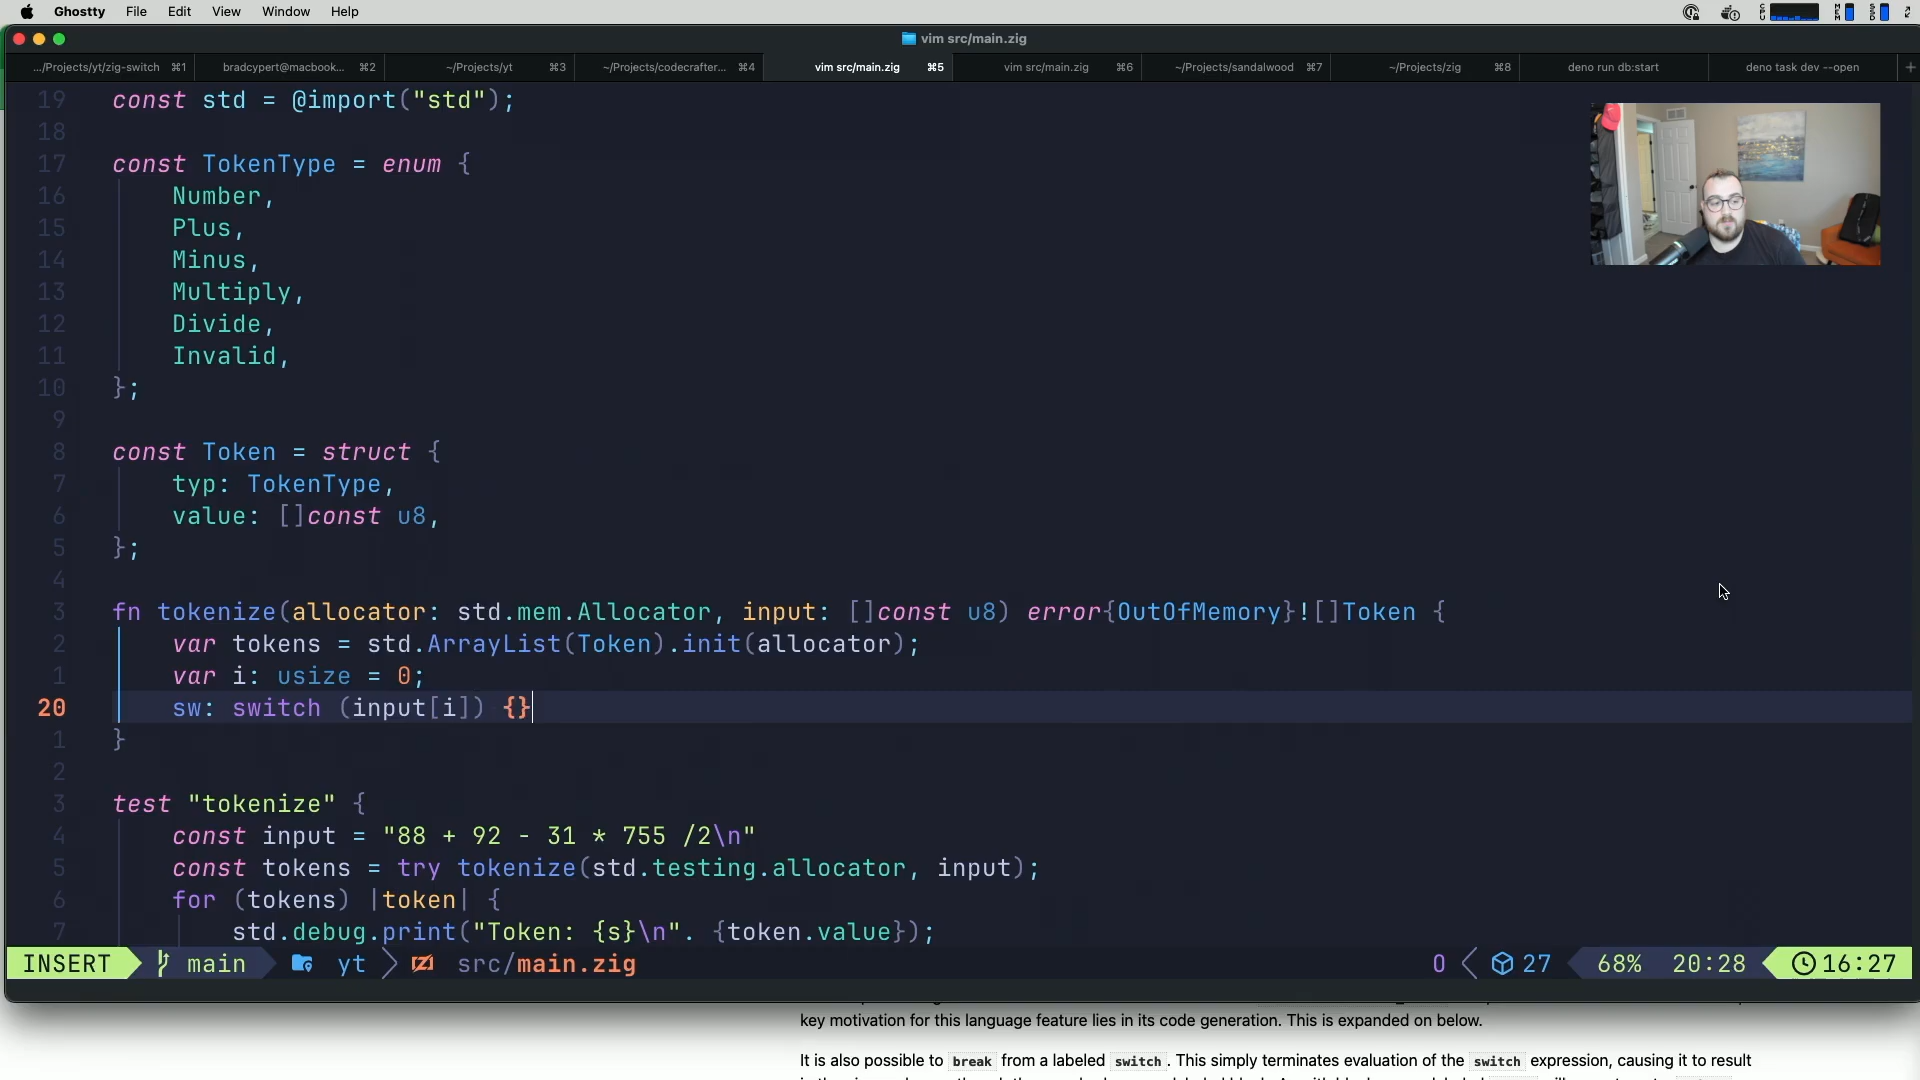 Ghostty File Edit View Window Help
vim src/main.zig
.../Projects/yt/zig-switch ⌘1 bradcypert@macbook... ⌘2 ~/Projects/yt ⌘3 ~/Projects/codecrafter... ⌘4 vim src/main.zig ⌘5 vim src/main.zig ⌘6 ~/Projects/sandalwood ⌘7 ~/Projects/zig ⌘8 deno run db:start deno task dev --open +
19 const std = @import("std");
18
17 const TokenType = enum {
16 Number,
15 Plus,
14 Minus,
13 Multiply,
12 Divide,
11 Invalid,
10 };
9
8 const Token = struct {
7 typ: TokenType,
6 value: []const u8,
5 };
4
3 fn tokenize(allocator: std.mem.Allocator, input: []const u8) error{OutOfMemory}![]Token {
2 var tokens = std.ArrayList(Token).init(allocator);
1 var i: usize = 0;
20 sw: switch (input[i]) {}
1 }
2
3 test "tokenize" {
4 const input = "88 + 92 - 31 * 755 /2\n"
5 const tokens = try tokenize(std.testing.allocator, input);
6 for (tokens) |token| {
7 std.debug.print("Token: {s}\n". {token.value});
INSERT main yt src/main.zig 0 27 68% 20:28 16:27
key motivation for this language feature lies in its code generation. This is expanded on below.
It is also possible to break from a labeled switch. This simply terminates evaluation of the switch expression, causing it to result